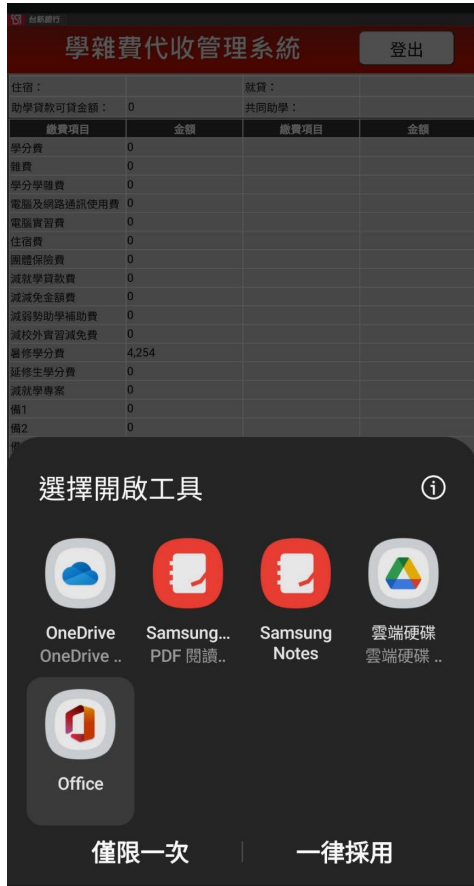 台新銀行
學雜費代收管理系統 登出
住宿： 就貸：
助學貸款可貸金額： 0 共同助學：
繳費項目 金額 繳費項目 金額
學分費 0
雜費 0
學分學雜費 0
電腦及網路通訊使用費 0
電腦實習費 0
住宿費 0
團體保險費 0
減就學貸款費 0
減減免金額費 0
減弱勢助學補助費 0
減校外實習減免費 0
暑修學分費 4,254
延修生學分費 0
減就學專案 0
備1 0
備2 0
選擇開啟工具
OneDrive Samsung... Samsung Notes 雲端硬碟
OneDrive .. PDF 閱讀.. 雲端硬碟 ..
Office
僅限一次 一律採用